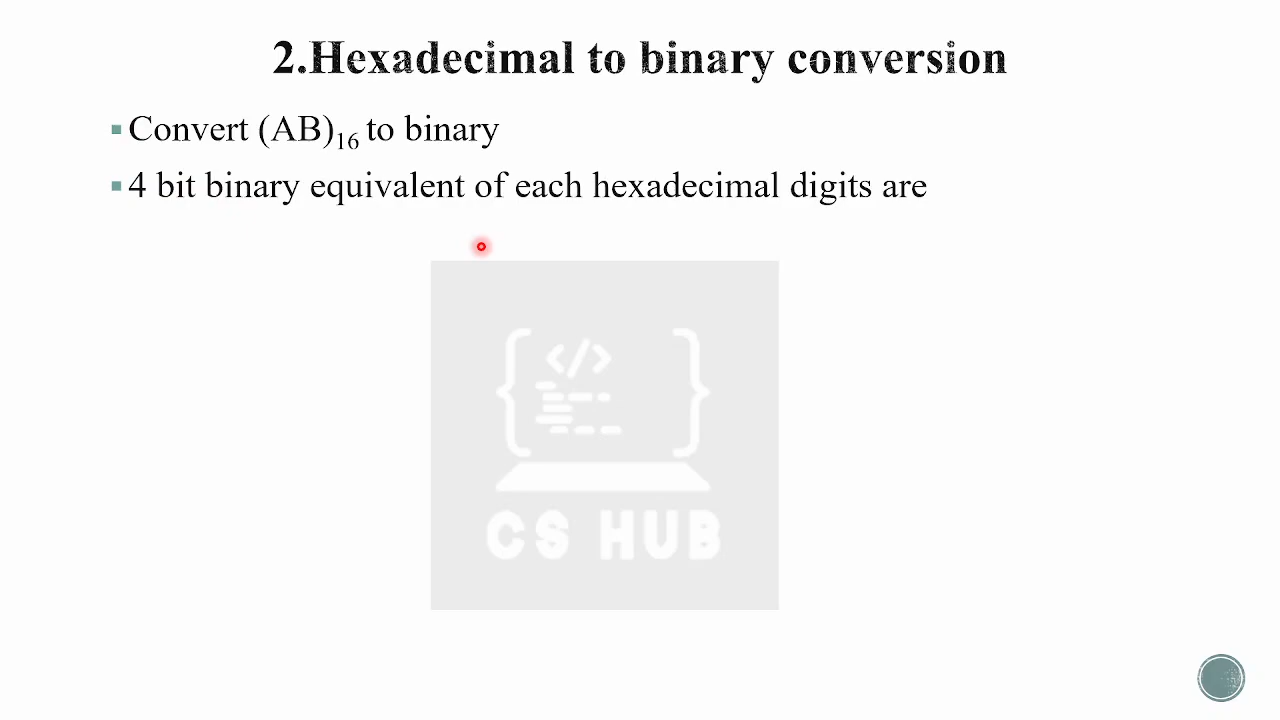 2.Hexadecimal to binary conversion
▪Convert (AB)₁₆ to binary
▪4 bit binary equivalent of each hexadecimal digits are
</>
CS HUB